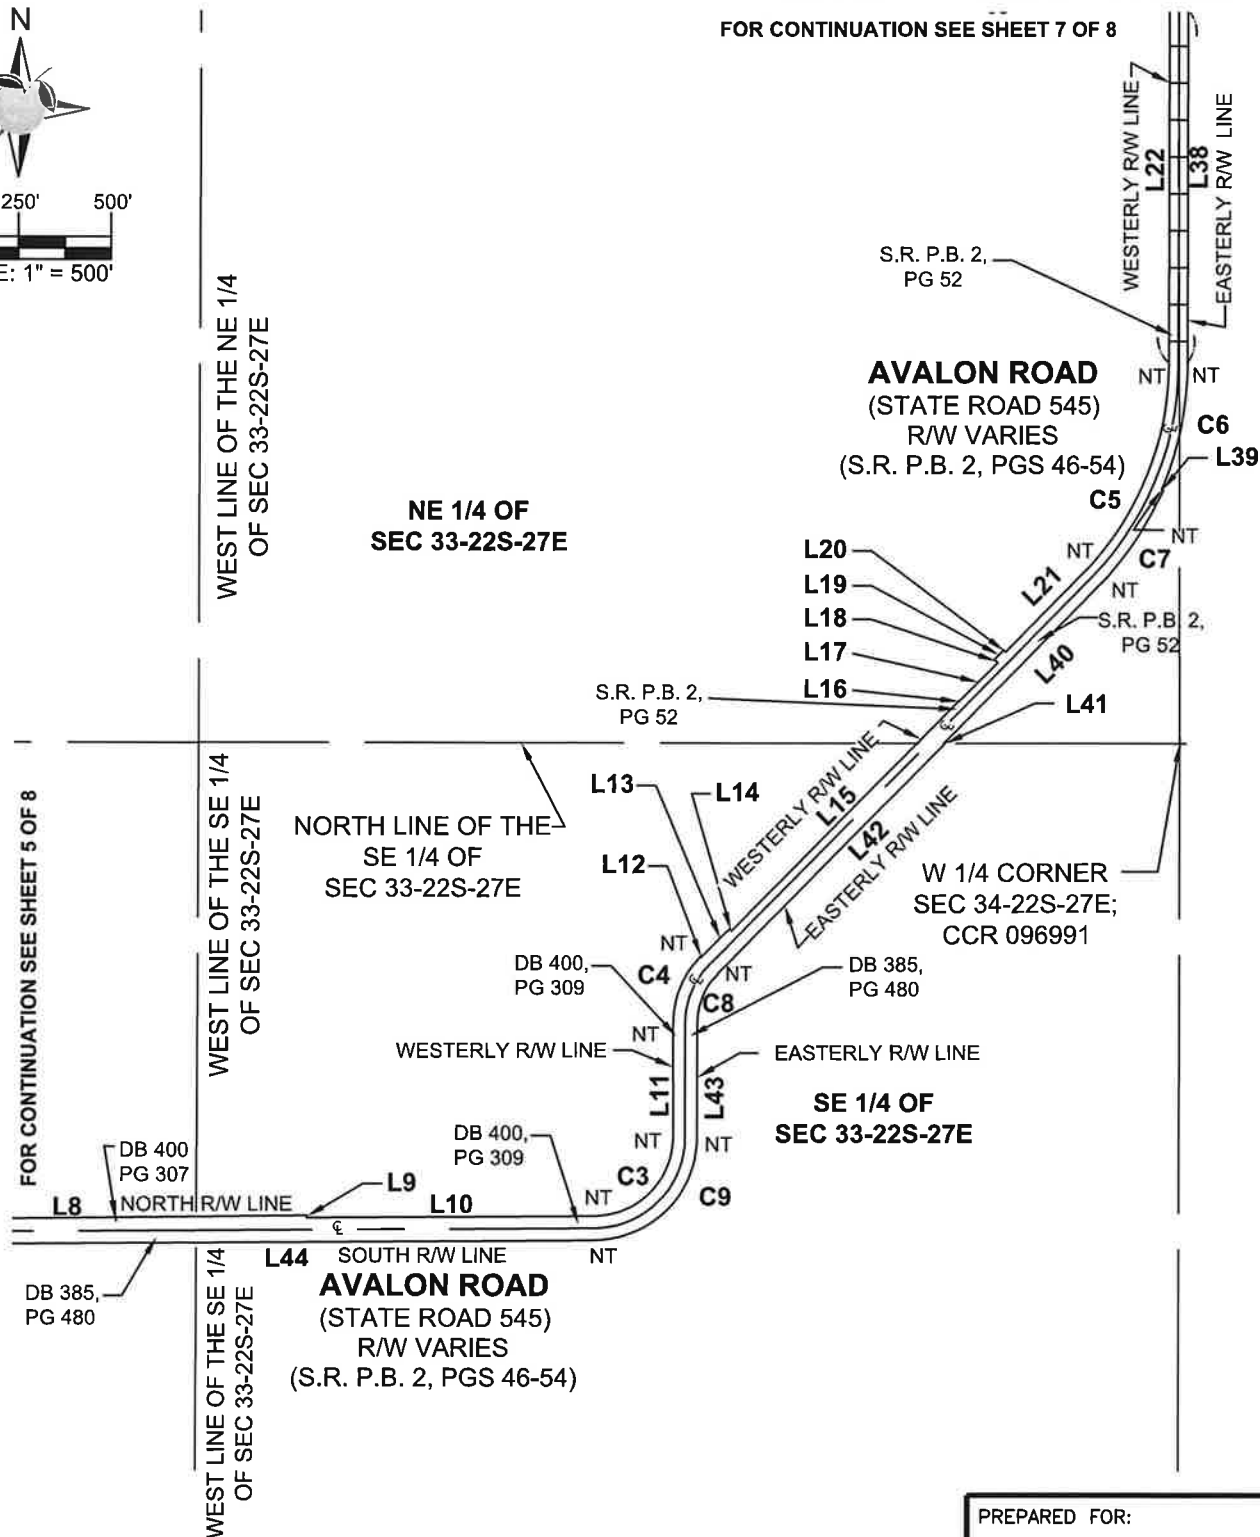 FOR CONTINUATION SEE SHEET 7 OF 8
N
250' 500'
E: 1" = 500'
WEST LINE OF THE NE 1/4
OF SEC 33-22S-27E
WESTERLY R/W LINE
L22
L38
EASTERLY R/W LINE
S.R. P.B. 2,
PG 52
AVALON ROAD
(STATE ROAD 545)
R/W VARIES
(S.R. P.B. 2, PGS 46-54)
NT
NT
C6
L39
C5
NE 1/4 OF
SEC 33-22S-27E
NT
NT
C7
L20
L19
L18
L17
L16
L21
NT
S.R. P.B. 2,
PG 52
L40
S.R. P.B. 2,
PG 52
L41
FOR CONTINUATION SEE SHEET 5 OF 8
WEST LINE OF THE SE 1/4
OF SEC 33-22S-27E
NORTH LINE OF THE
SE 1/4 OF
SEC 33-22S-27E
L13
L14
WESTERLY R/W LINE
L15
L42
EASTERLY R/W LINE
L12
W 1/4 CORNER
SEC 34-22S-27E;
CCR 096991
NT
C4
NT
C8
DB 400,
PG 309
DB 385,
PG 480
NT
WESTERLY R/W LINE
EASTERLY R/W LINE
L11
L43
SE 1/4 OF
SEC 33-22S-27E
DB 400,
PG 309
NT
NT
DB 400
PG 307
L8
NORTH R/W LINE
L9
L10
C3
C9
NT
L44
SOUTH R/W LINE
NT
DB 385,
PG 480
WEST LINE OF THE SE 1/4
OF SEC 33-22S-27E
AVALON ROAD
(STATE ROAD 545)
R/W VARIES
(S.R. P.B. 2, PGS 46-54)
PREPARED FOR: